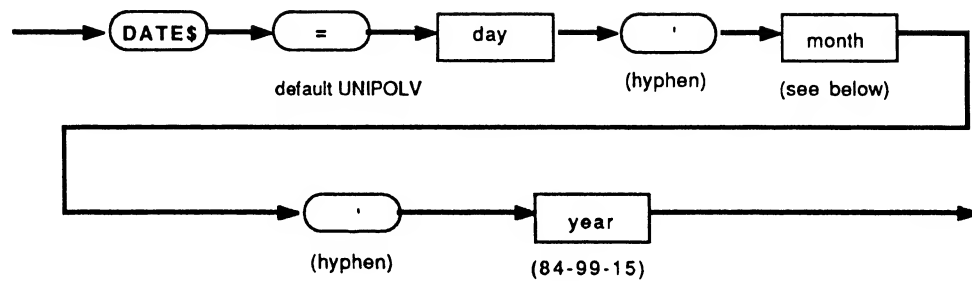 DATE$ = day ' month
default UNIPOLV (hyphen) (see below)
' year
(hyphen) (84-99-15)